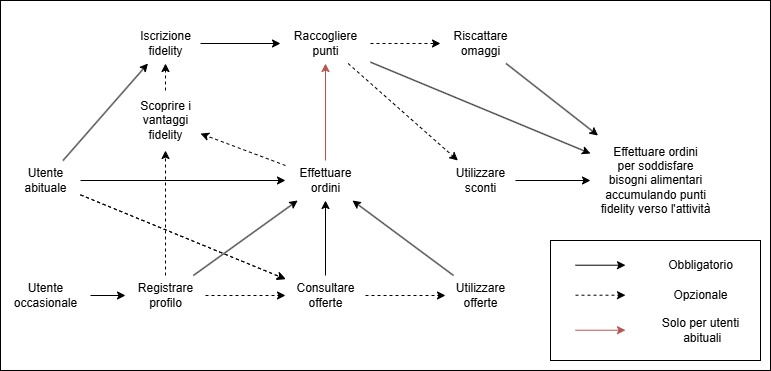 Iscrizione
fidelity
Raccogliere
punti
Riscattare
omaggi
Scoprire i
vantaggi
fidelity
Utente
abituale
Effettuare
ordini
Utilizzare
sconti
Effettuare ordini
per soddisfare
bisogni alimentari
accumulando punti
fidelity verso l'attività
Utente
occasionale
Registrare
profilo
Consultare
offerte
Utilizzare
offerte
Obbligatorio
Opzionale
Solo per utenti
abituali